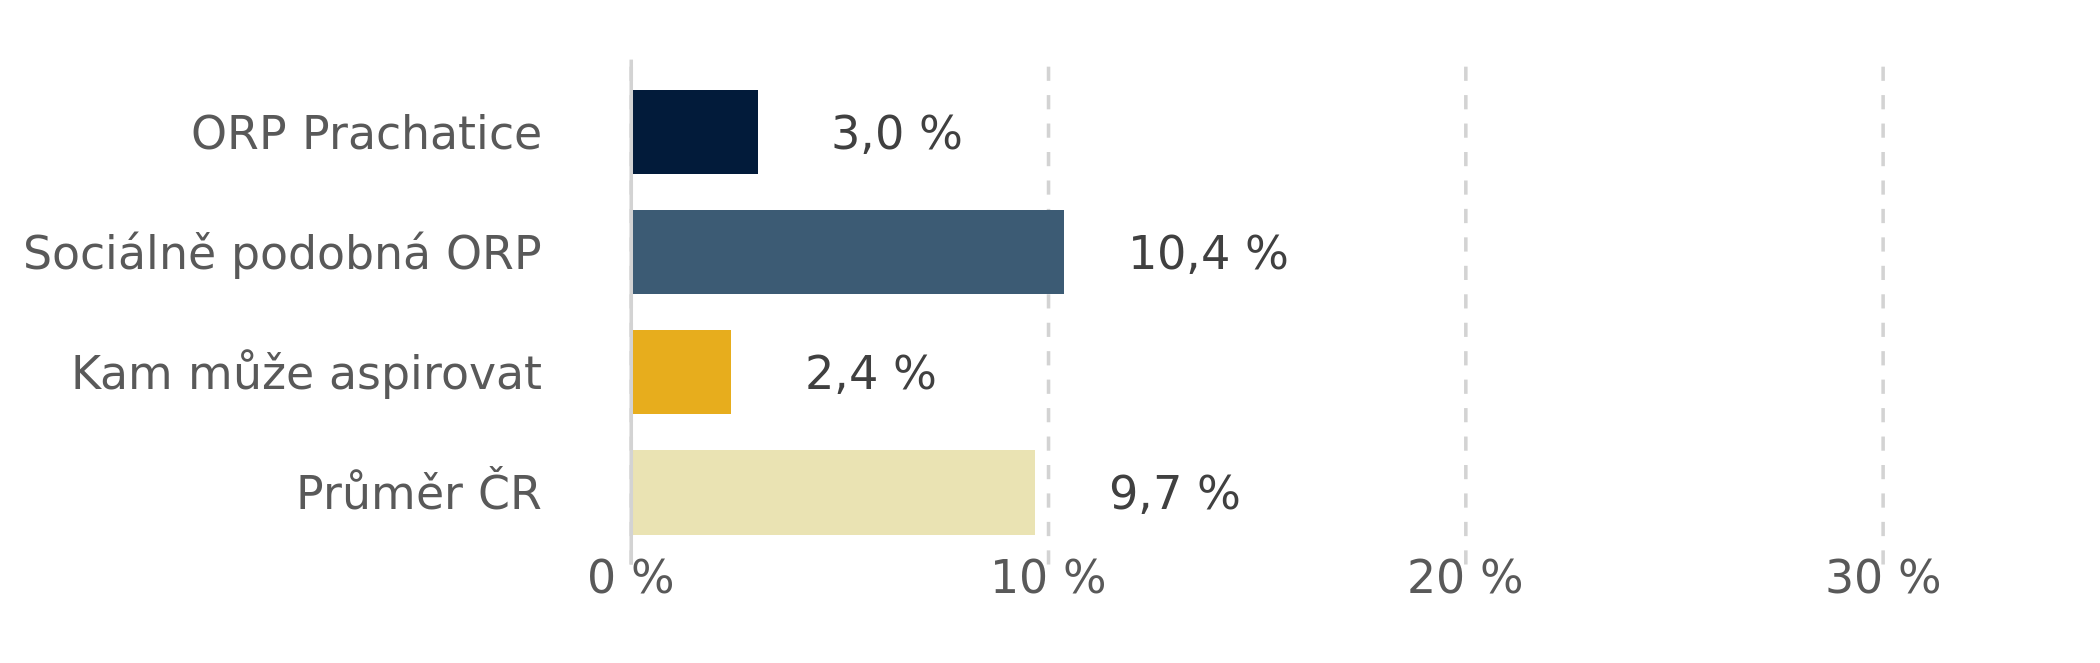 ORP Prachatice 3,0 %
Sociálně podobná ORP 10,4 %
Kam může aspirovat 2,4 %
Průměr ČR 9,7 %
0 % 10 % 20 % 30 %